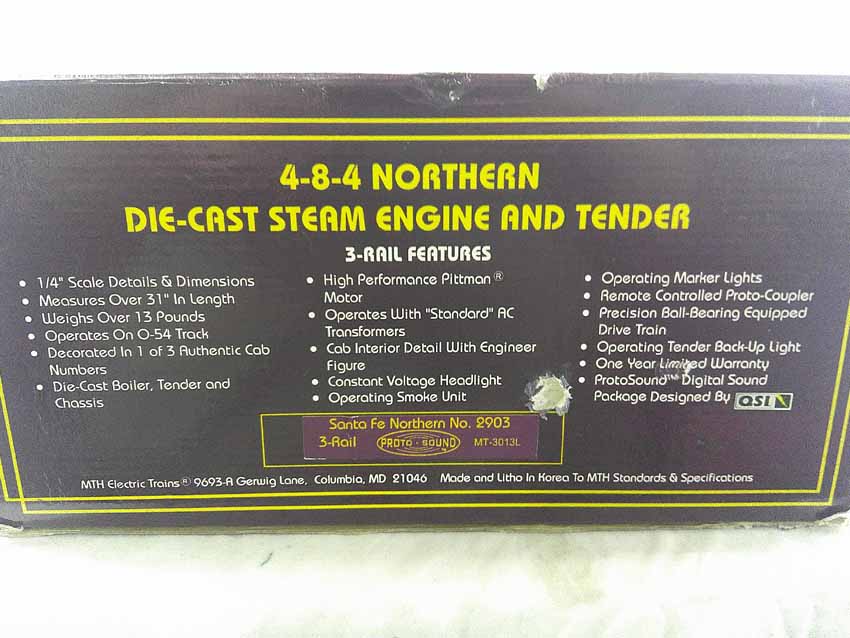 4-8-4 NORTHERN
DIE-CAST STEAM ENGINE AND TENDER
3-RAIL FEATURES
• 1/4" Scale Details & Dimensions
• Measures Over 31" In Length
• Weighs Over 13 Pounds
• Operates On O-54 Track
• Decorated In 1 of 3 Authentic Cab
Numbers
• Die-Cast Boiler, Tender and
Chassis
• High Performance Pittman®
Motor
• Operates With "Standard" AC
Transformers
• Cab Interior Detail With Engineer
Figure
• Constant Voltage Headlight
• Operating Smoke Unit
• Operating Marker Lights
• Remote Controlled Proto-Coupler
• Precision Ball-Bearing Equipped
Drive Train
• Operating Tender Back-Up Light
• One Year Limited Warranty
• ProtoSound™ Digital Sound
Package Designed By QSI
Santa Fe Northern No. 2903
3-Rail PROTO-SOUND MT-3013L
MTH Electric Trains® 9693-A Gerwig Lane, Columbia, MD 21046 Made and Litho In Korea To MTH Standards & Specifications